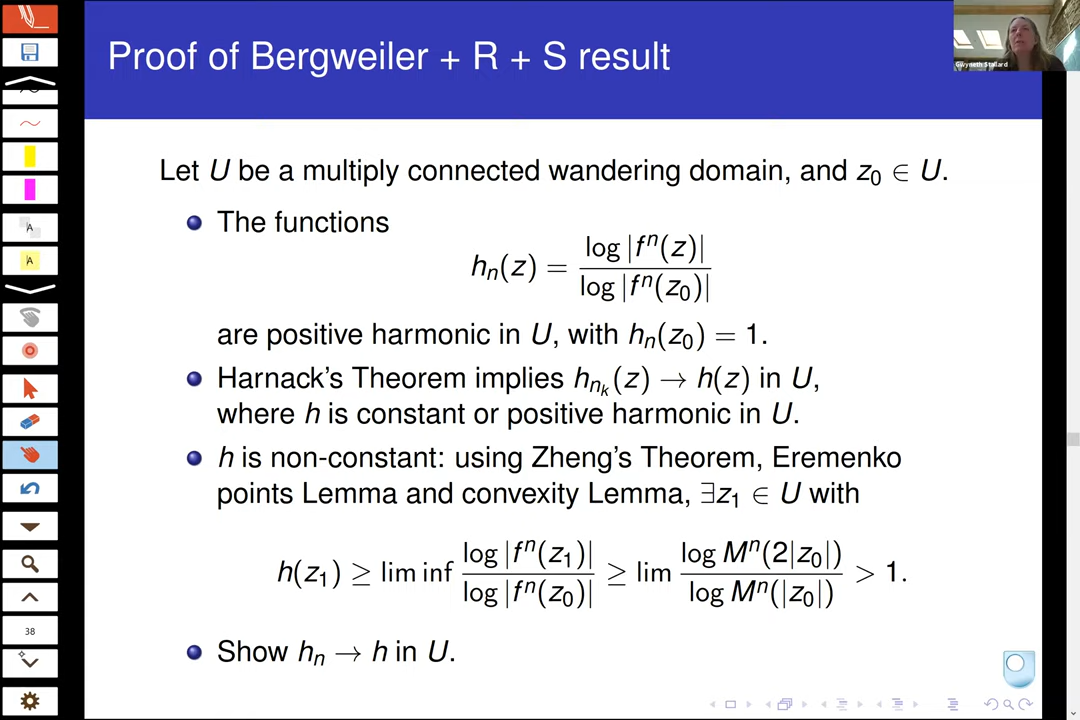 Proof of Bergweiler + R + S result
Gwyneth Stallard
Let U be a multiply connected wandering domain, and z₀ ∈ U.
The functions
hₙ(z) = log |fⁿ(z)| / log |fⁿ(z₀)|
are positive harmonic in U, with hₙ(z₀) = 1.
Harnack's Theorem implies hₙₖ(z) → h(z) in U,
where h is constant or positive harmonic in U.
h is non-constant: using Zheng's Theorem, Eremenko
points Lemma and convexity Lemma, ∃z₁ ∈ U with
h(z₁) ≥ lim inf log |fⁿ(z₁)| / log |fⁿ(z₀)| ≥ lim log Mⁿ(2|z₀|) / log Mⁿ(|z₀|) > 1.
Show hₙ → h in U.
A
A
38